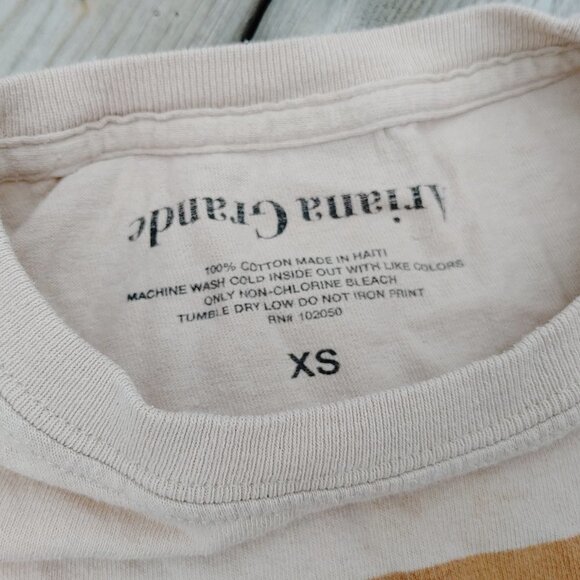 Ariana Grande
100% COTTON MADE IN HAITI
MACHINE WASH COLD INSIDE OUT WITH LIKE COLORS
ONLY NON-CHLORINE BLEACH
TUMBLE DRY LOW DO NOT IRON PRINT
RN# 102050
XS